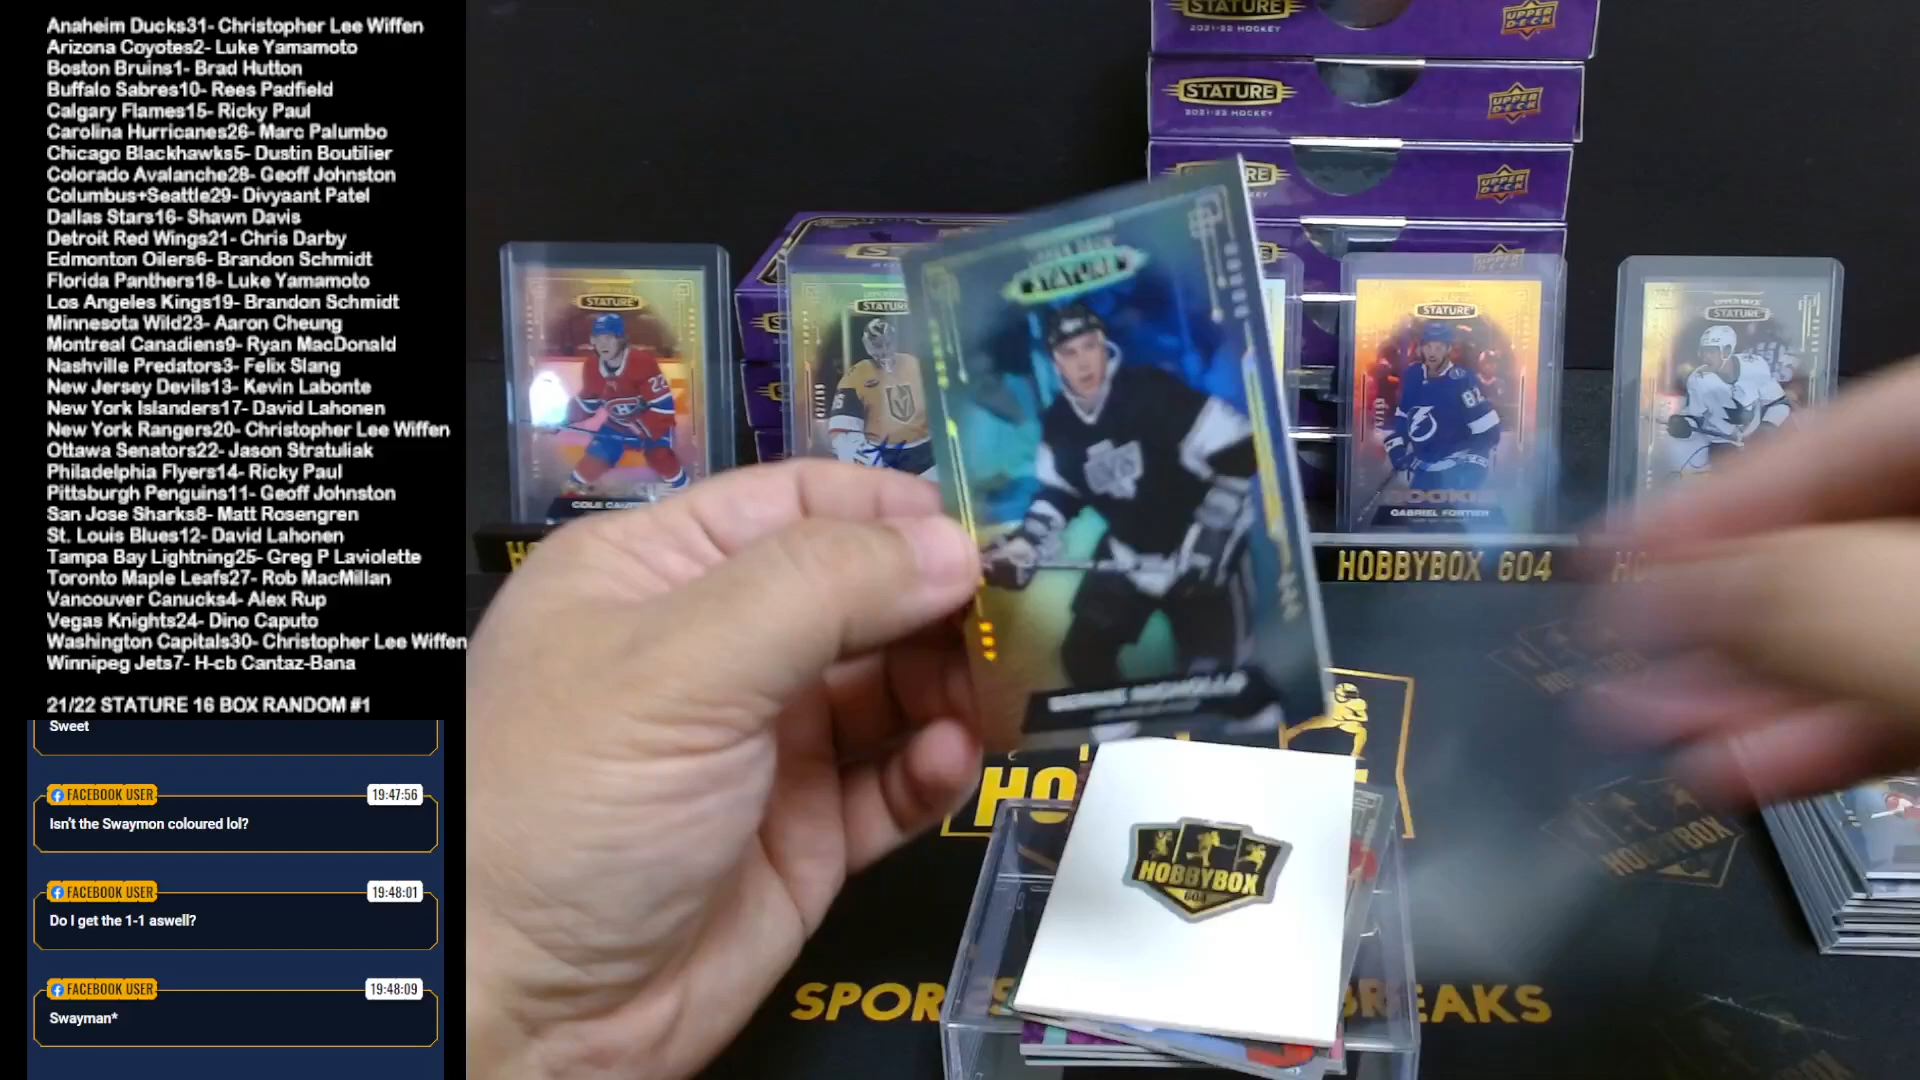 Anaheim Ducks31- Christopher Lee Wiffen
Arizona Coyotes2- Luke Yamamoto
Boston Bruins1- Brad Hutton
Buffalo Sabres10- Rees Padfield
Calgary Flames15- Ricky Paul
Carolina Hurricanes26- Marc Palumbo
Chicago Blackhawks5- Dustin Boutilier
Colorado Avalanche28- Geoff Johnston
Columbus+Seattle29- Divyaant Patel
Dallas Stars16- Shawn Davis
Detroit Red Wings21- Chris Darby
Edmonton Oilers6- Brandon Schmidt
Florida Panthers18- Luke Yamamoto
Los Angeles Kings19- Brandon Schmidt
Minnesota Wild23- Aaron Cheung
Montreal Canadiens9- Ryan MacDonald
Nashville Predators3- Felix Slang
New Jersey Devils13- Kevin Labonte
New York Islanders17- David Lahonen
New York Rangers20- Christopher Lee Wiffen
Ottawa Senators22- Jason Stratuliak
Philadelphia Flyers14- Ricky Paul
Pittsburgh Penguins11- Geoff Johnston
San Jose Sharks8- Matt Rosengren
St. Louis Blues12- David Lahonen
Tampa Bay Lightning25- Greg P Laviolette
Toronto Maple Leafs27- Rob MacMillan
Vancouver Canucks4- Alex Rup
Vegas Knights24- Dino Caputo
Washington Capitals30- Christopher Lee Wiffen
Winnipeg Jets7- H-cb Cantaz-Bana
21/22 STATURE 16 BOX RANDOM #1
Sweet
FACEBOOK USER 19:47:56
Isn't the Swaymon coloured lol?
FACEBOOK USER 19:48:01
Do I get the 1-1 aswell?
FACEBOOK USER 19:48:09
Swayman*
STATURE
2021-22 HOCKEY
UPPER DECK
STATURE
2021-22 HOCKEY
UPPER DECK
UPPER DECK
STATURE
STATURE
STATURE
GABRIEL FORTIER
UPPER DECK
STATURE
HOBBYBOX 604
HOBBYBOX
604
HOBBYBOX